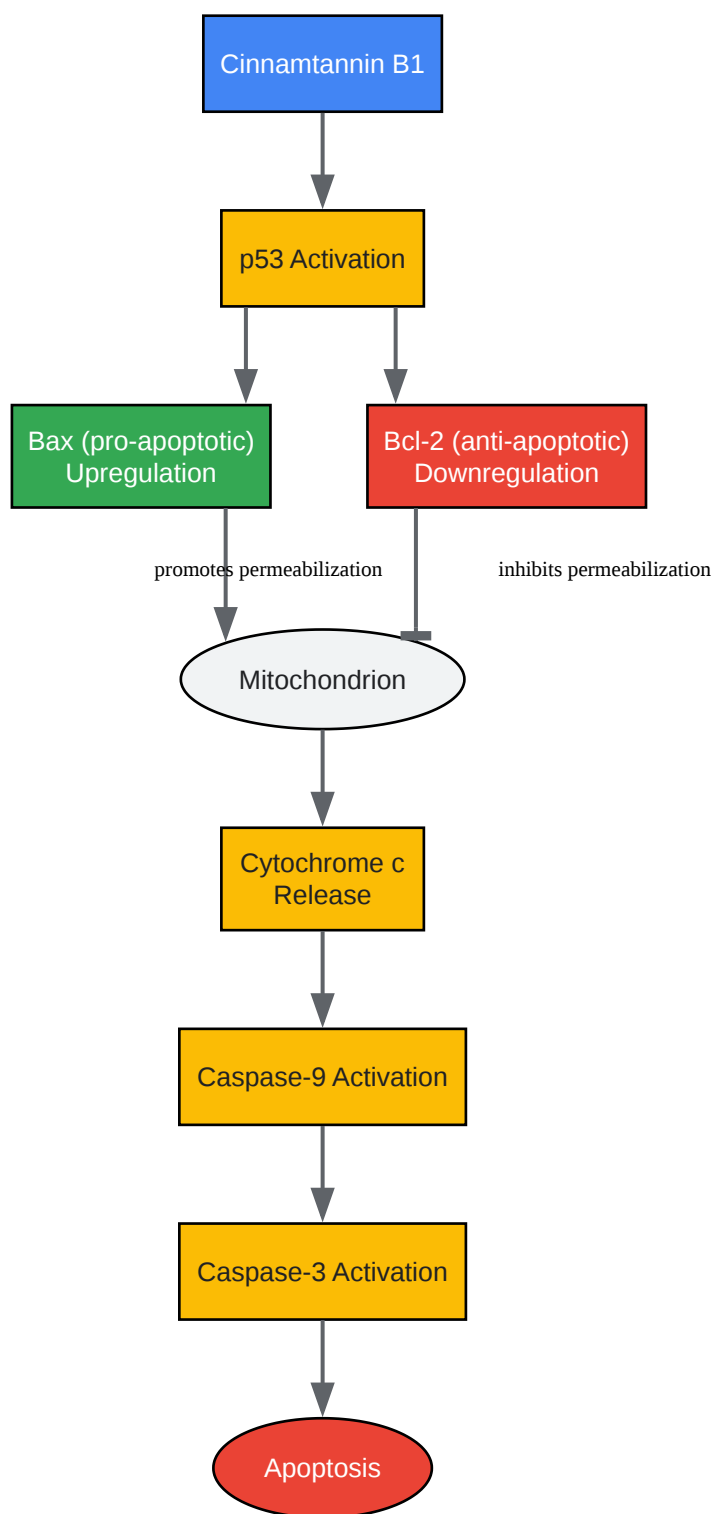 Cinnamtannin B1
p53 Activation
Bax (pro-apoptotic)
Upregulation
Bcl-2 (anti-apoptotic)
Downregulation
promotes permeabilization
inhibits permeabilization
Mitochondrion
Cytochrome c
Release
Caspase-9 Activation
Caspase-3 Activation
Apoptosis